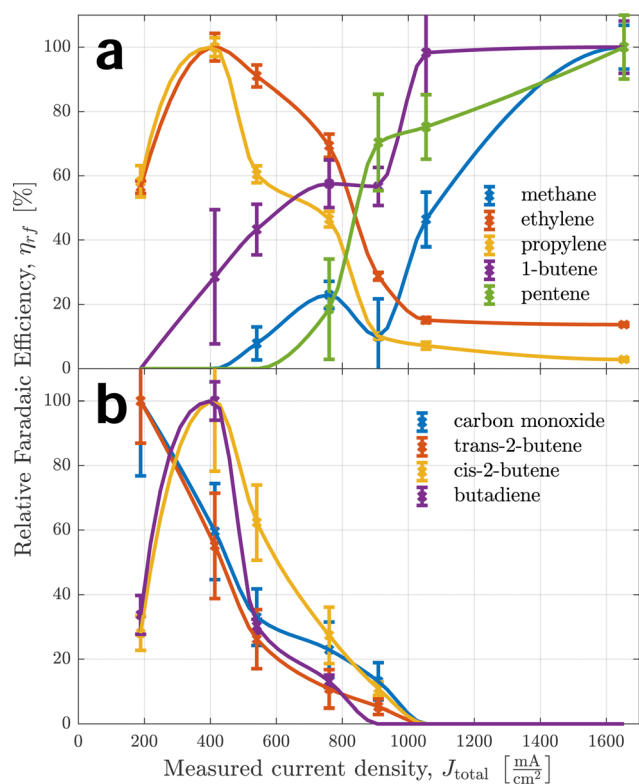 a
100
80
60
40
20
0
methane
ethylene
propylene
1-butene
pentene
b
100
80
60
40
20
0
carbon monoxide
trans-2-butene
cis-2-butene
butadiene
0 200 400 600 800 1000 1200 1400 1600
Relative Faradaic Efficiency, η_rf [%]
Measured current density, J_total [mA/cm²]